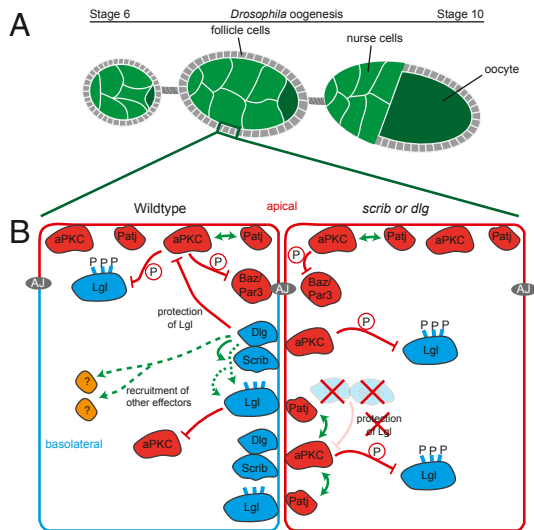 A
Stage 6
Drosophila oogenesis
Stage 10
follicle cells
nurse cells
oocyte
Wildtype
apical
scrib or dlg
B
aPKC
Patj
aPKC
Patj
aPKC
Patj
aPKC
Patj
P
P
P
P P P
Lgl
Baz/
Par3
Baz/
Par3
AJ
AJ
AJ
protection
of Lgl
Dlg
Scrib
aPKC
P
P P P
Lgl
?
?
recruitment
of other effectors
Lgl
Patj
protection
of Lgl
basolateral
aPKC
Dlg
Scrib
aPKC
P
P P P
Lgl
Lgl
Patj